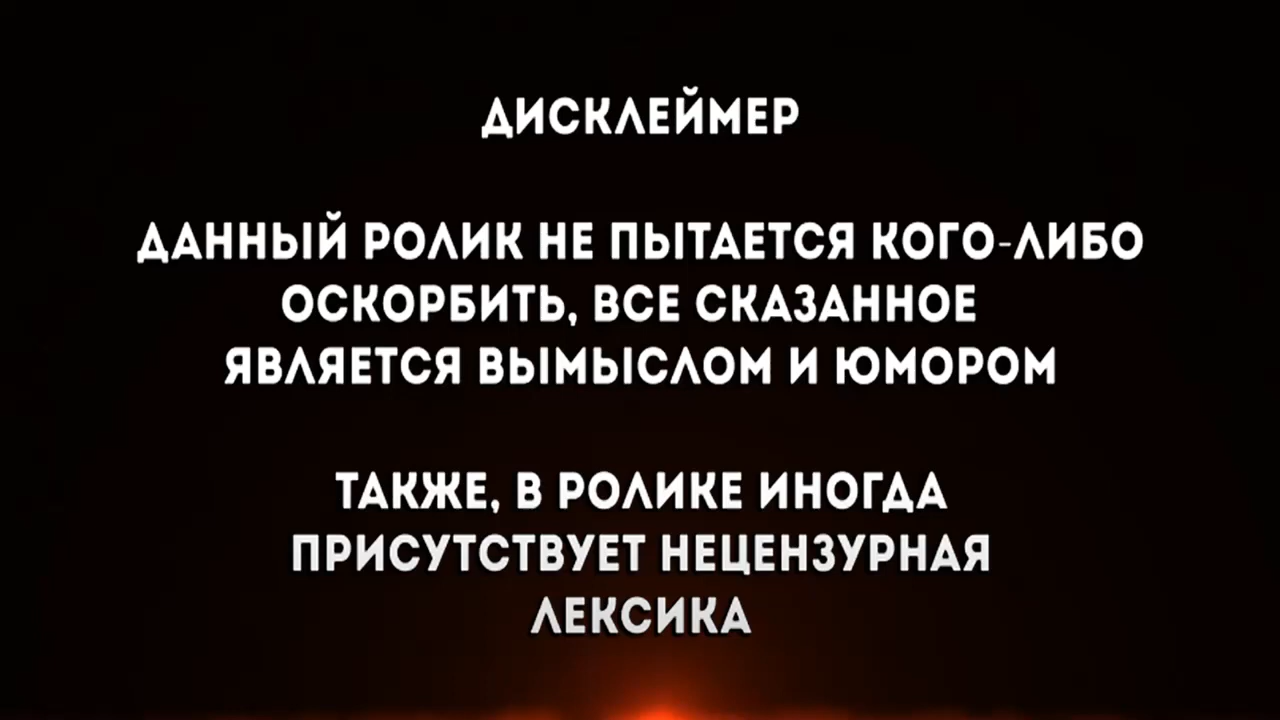 ДИСКЛЕЙМЕР
ДАННЫЙ РОЛИК НЕ ПЫТАЕТСЯ КОГО-ЛИБО
ОСКОРБИТЬ, ВСЕ СКАЗАННОЕ
ЯВЛЯЕТСЯ ВЫМЫСЛОМ И ЮМОРОМ
ТАКЖЕ, В РОЛИКЕ ИНОГДА
ПРИСУТСТВУЕТ НЕЦЕНЗУРНАЯ
ЛЕКСИКА